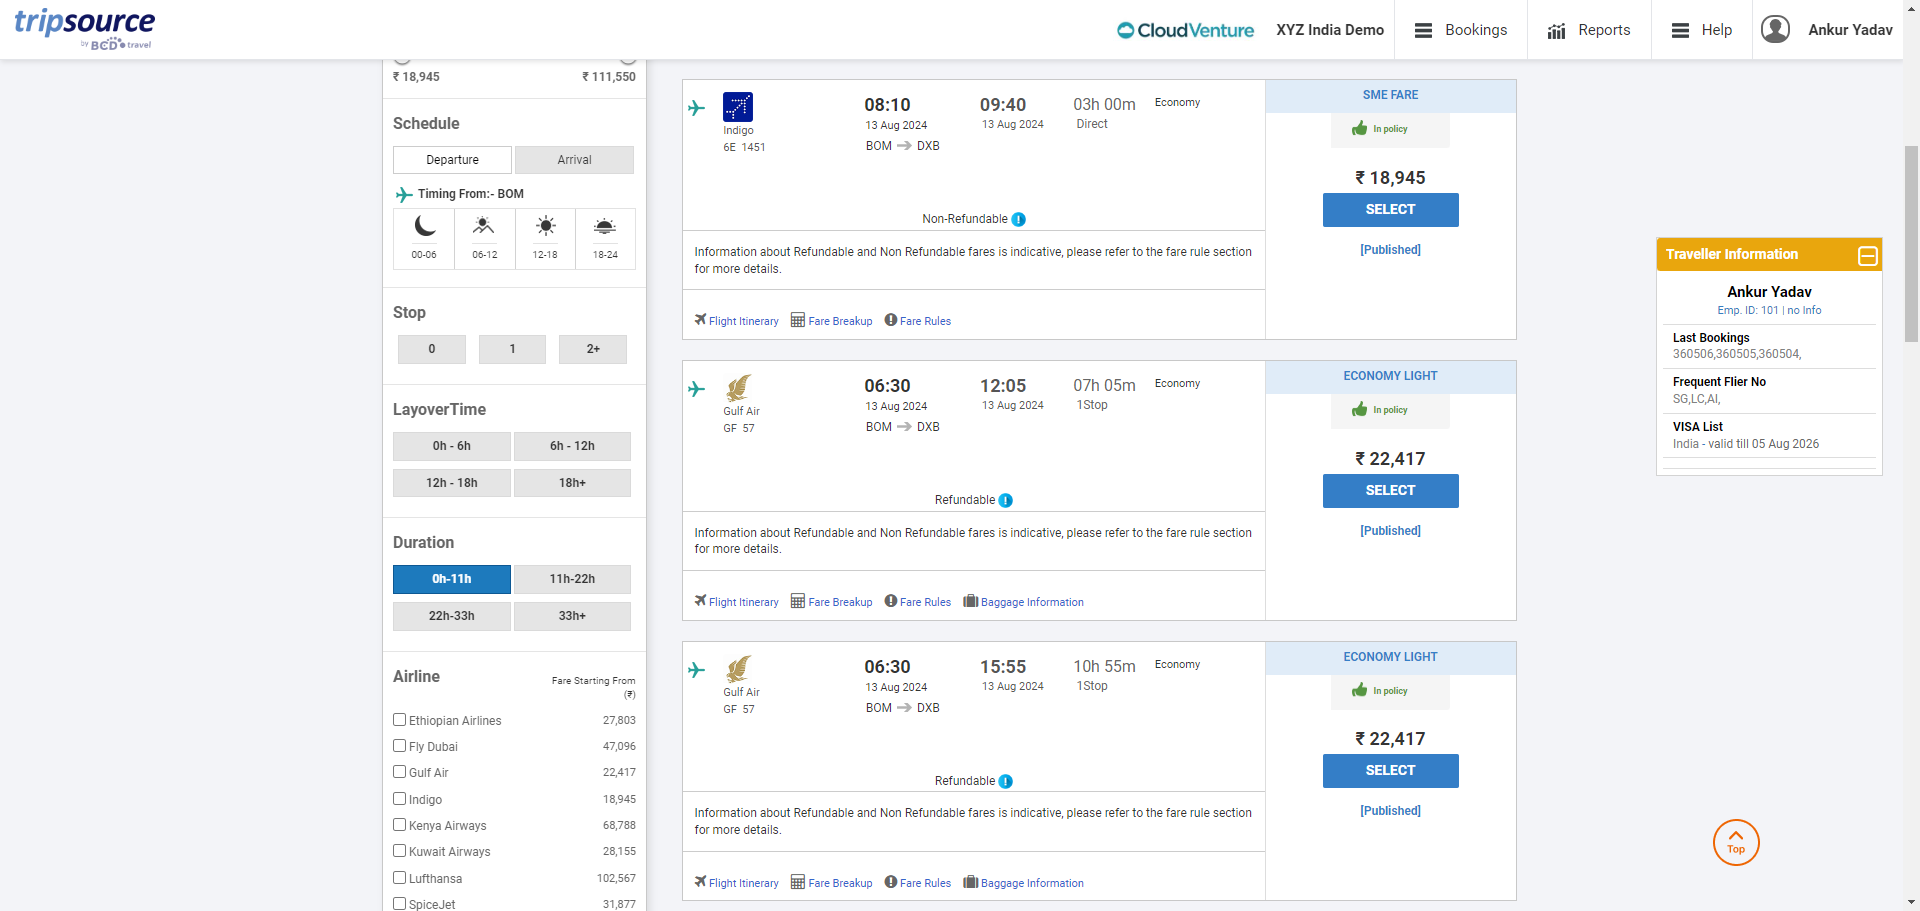 tripsource
by BCD travel
CloudVenture
XYZ India Demo
Bookings
Reports
Help
Ankur Yadav
₹ 18,945
₹ 111,550
Schedule
Departure
Arrival
Timing From:- BOM
00-06
06-12
12-18
18-24
Stop
0
1
2+
LayoverTime
0h - 6h
6h - 12h
12h - 18h
18h+
Duration
0h-11h
11h-22h
22h-33h
33h+
Airline
Fare Starting From
(₹)
Ethiopian Airlines 27,803
Fly Dubai 47,096
Gulf Air 22,417
Indigo 18,945
Kenya Airways 68,788
Kuwait Airways 28,155
Lufthansa 102,567
SpiceJet 31,877
Indigo
6E 1451
08:10
13 Aug 2024
BOM DXB
09:40
13 Aug 2024
03h 00m
Direct
Economy
Non-Refundable
Information about Refundable and Non Refundable fares is indicative, please refer to the fare rule section
for more details.
Flight Itinerary
Fare Breakup
Fare Rules
SME FARE
In policy
₹ 18,945
SELECT
[Published]
Gulf Air
GF 57
06:30
13 Aug 2024
BOM DXB
12:05
13 Aug 2024
07h 05m
1Stop
Economy
Refundable
Information about Refundable and Non Refundable fares is indicative, please refer to the fare rule section
for more details.
Flight Itinerary
Fare Breakup
Fare Rules
Baggage Information
ECONOMY LIGHT
In policy
₹ 22,417
SELECT
[Published]
Gulf Air
GF 57
06:30
13 Aug 2024
BOM DXB
15:55
13 Aug 2024
10h 55m
1Stop
Economy
Refundable
Information about Refundable and Non Refundable fares is indicative, please refer to the fare rule section
for more details.
Flight Itinerary
Fare Breakup
Fare Rules
Baggage Information
ECONOMY LIGHT
In policy
₹ 22,417
SELECT
[Published]
Traveller Information
Ankur Yadav
Emp. ID: 101 | no Info
Last Bookings
360506,360505,360504,
Frequent Flier No
SG,LC,AI,
VISA List
India - valid till 05 Aug 2026
Top